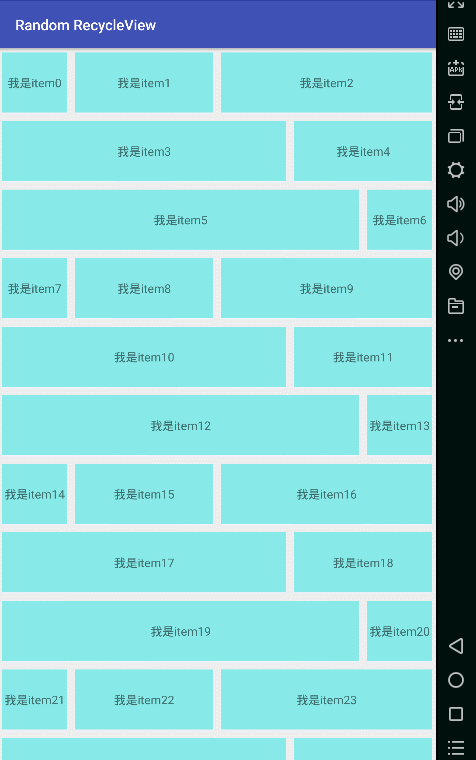 Random RecycleView
我是item0 我是item1 我是item2
我是item3 我是item4
我是item5 我是item6
我是item7 我是item8 我是item9
我是item10 我是item11
我是item12 我是item13
我是item14 我是item15 我是item16
我是item17 我是item18
我是item19 我是item20
我是item21 我是item22 我是item23
APK